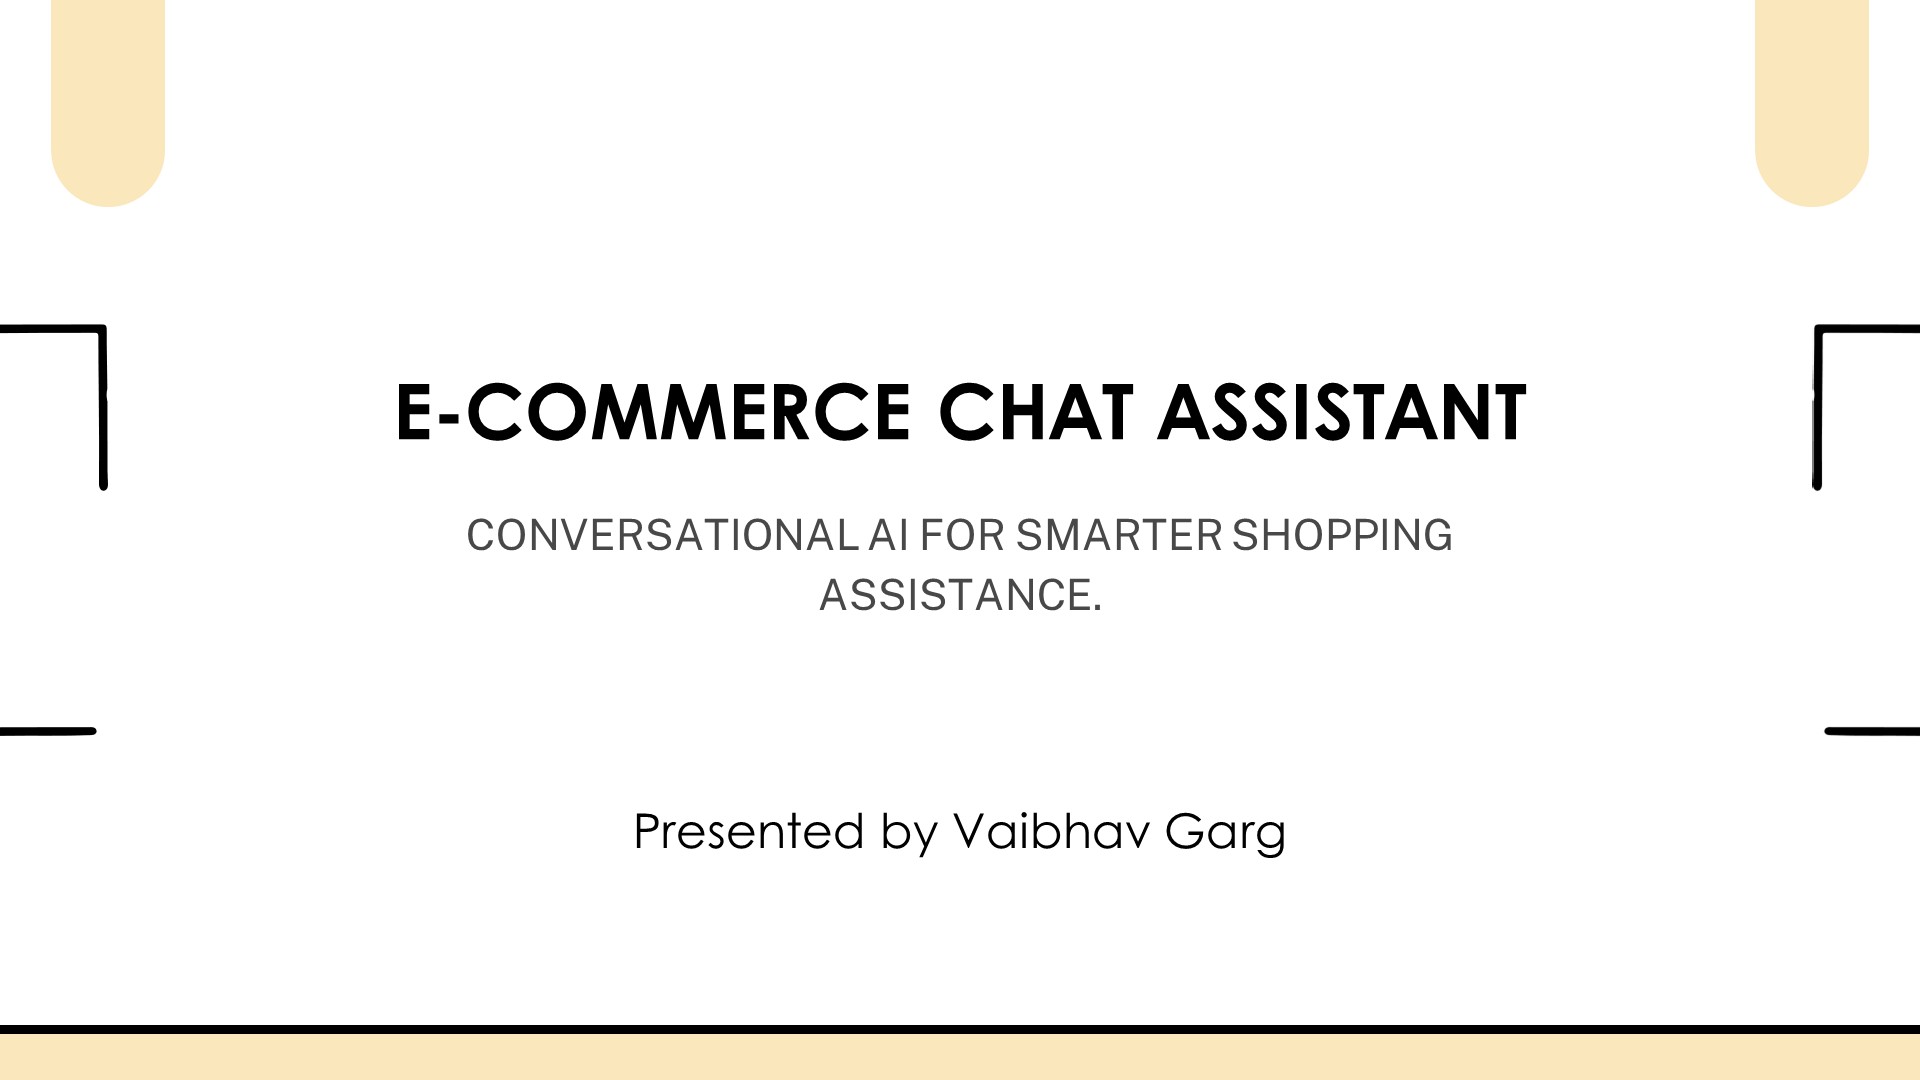 E-COMMERCE CHAT ASSISTANT
CONVERSATIONAL AI FOR SMARTER SHOPPING
ASSISTANCE.
Presented by Vaibhav Garg